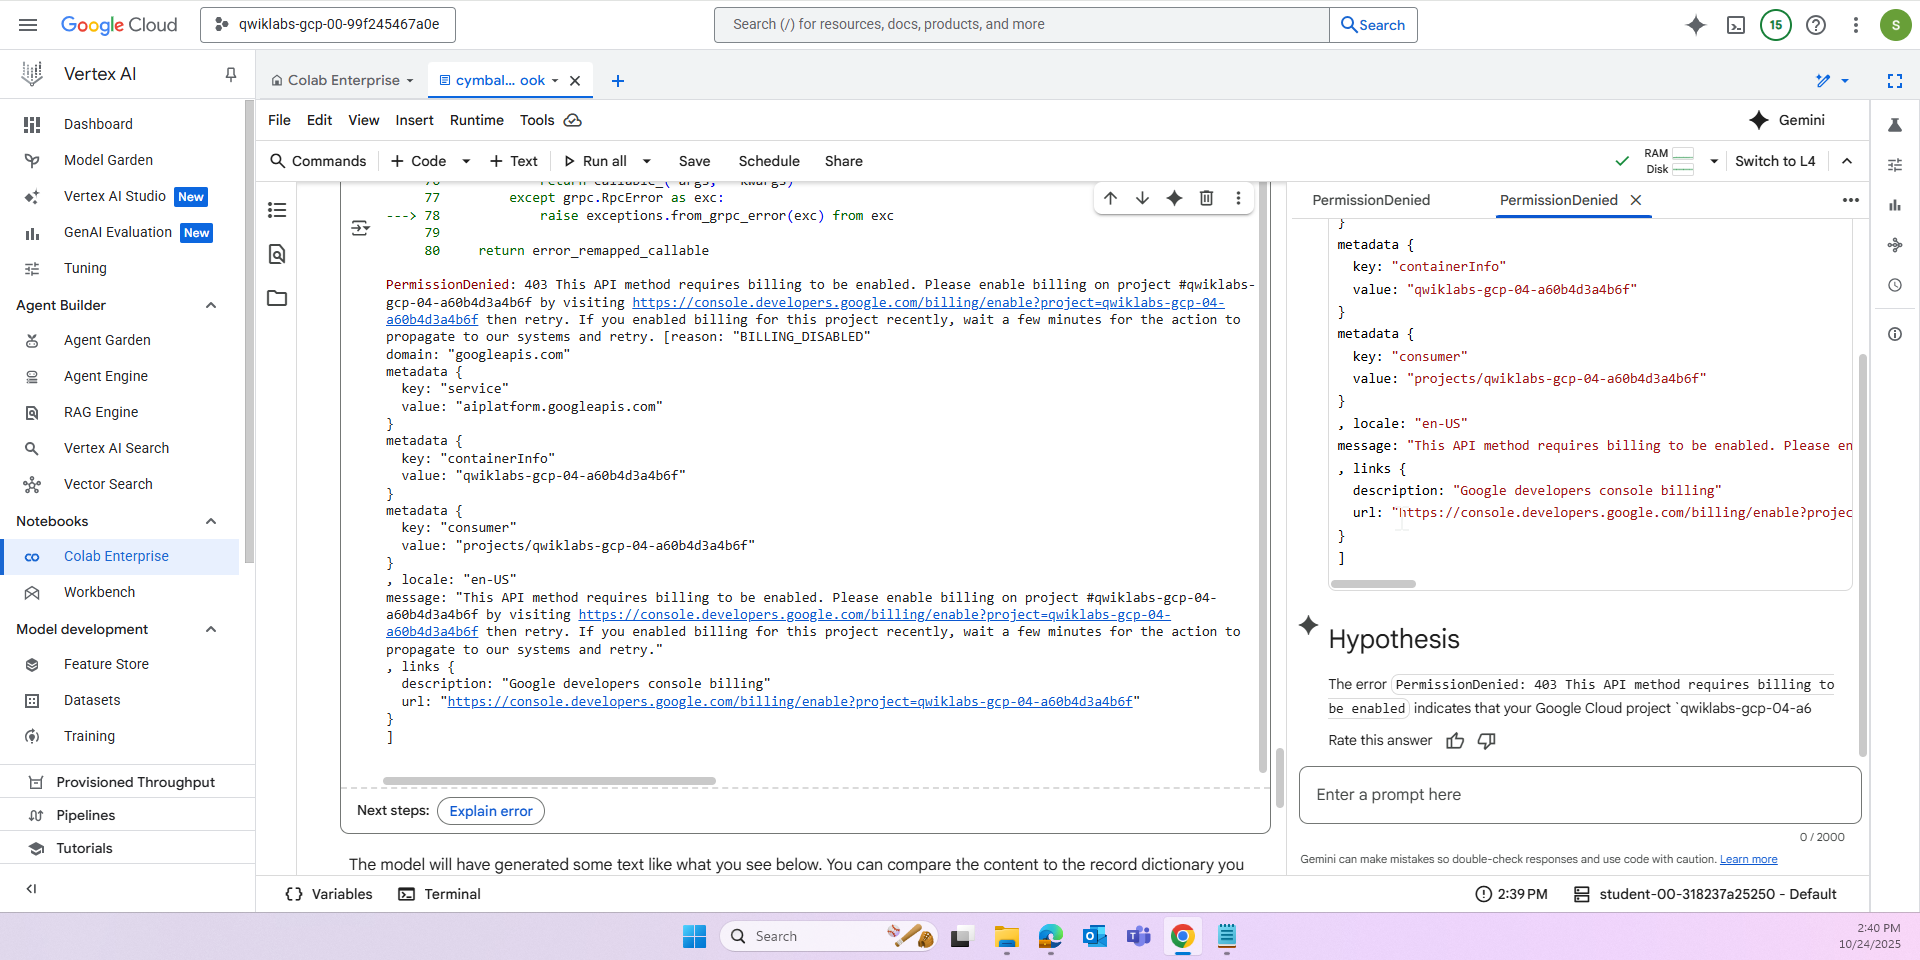 Google Cloud
qwiklabs-gcp-00-99f245467a0e
Search (/) for resources, docs, products, and more
Search
15
S
Vertex AI
Colab Enterprise
cymbal... ook
File Edit View Insert Runtime Tools
Gemini
Commands
Code
Text
Run all
Save
Schedule
Share
RAM
Disk
Switch to L4
Dashboard
Model Garden
Vertex AI Studio New
GenAI Evaluation New
Tuning
Agent Builder
Agent Garden
Agent Engine
RAG Engine
Vertex AI Search
Vector Search
Notebooks
Colab Enterprise
Workbench
Model development
Feature Store
Datasets
Training
Provisioned Throughput
Pipelines
Tutorials
77 except grpc.RpcError as exc:
---> 78 raise exceptions.from_grpc_error(exc) from exc
79
80 return error_remapped_callable
PermissionDenied: 403 This API method requires billing to be enabled. Please enable billing on project #qwiklabs-
gcp-04-a60b4d3a4b6f by visiting https://console.developers.google.com/billing/enable?project=qwiklabs-gcp-04-
a60b4d3a4b6f then retry. If you enabled billing for this project recently, wait a few minutes for the action to
propagate to our systems and retry. [reason: "BILLING_DISABLED"
domain: "googleapis.com"
metadata {
key: "service"
value: "aiplatform.googleapis.com"
}
metadata {
key: "containerInfo"
value: "qwiklabs-gcp-04-a60b4d3a4b6f"
}
metadata {
key: "consumer"
value: "projects/qwiklabs-gcp-04-a60b4d3a4b6f"
}
, locale: "en-US"
message: "This API method requires billing to be enabled. Please enable billing on project #qwiklabs-gcp-04-
a60b4d3a4b6f by visiting https://console.developers.google.com/billing/enable?project=qwiklabs-gcp-04-
a60b4d3a4b6f then retry. If you enabled billing for this project recently, wait a few minutes for the action to
propagate to our systems and retry."
, links {
description: "Google developers console billing"
url: "https://console.developers.google.com/billing/enable?project=qwiklabs-gcp-04-a60b4d3a4b6f"
}
]
Next steps: Explain error
The model will have generated some text like what you see below. You can compare the content to the record dictionary you
PermissionDenied
PermissionDenied
}
metadata {
key: "containerInfo"
value: "qwiklabs-gcp-04-a60b4d3a4b6f"
}
metadata {
key: "consumer"
value: "projects/qwiklabs-gcp-04-a60b4d3a4b6f"
}
, locale: "en-US"
message: "This API method requires billing to be enabled. Please en
, links {
description: "Google developers console billing"
url: "https://console.developers.google.com/billing/enable?projec
}
]
Hypothesis
The error PermissionDenied: 403 This API method requires billing to
be enabled indicates that your Google Cloud project `qwiklabs-gcp-04-a6
Rate this answer
Enter a prompt here
0 / 2000
Gemini can make mistakes so double-check responses and use code with caution. Learn more
Variables
Terminal
2:39 PM
student-00-318237a25250 - Default
Search
2:40 PM
10/24/2025